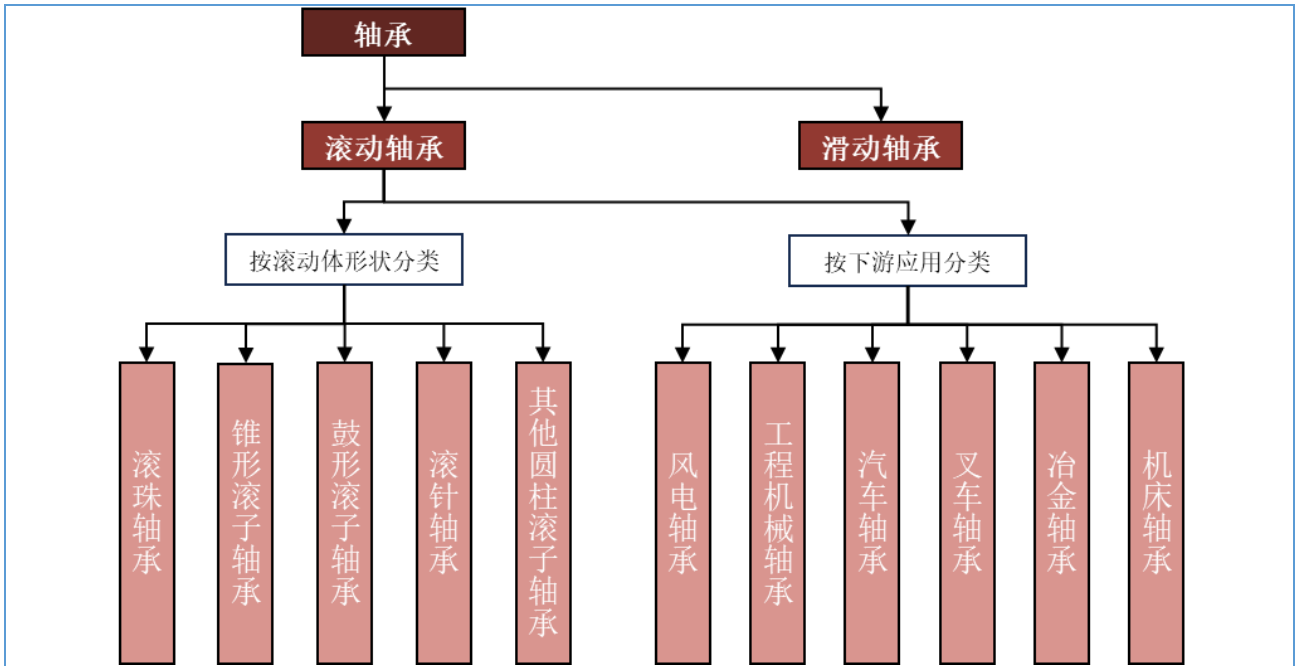 轴承
滚动轴承
滑动轴承
按滚动体形状分类
按下游应用分类
滚珠轴承
锥形滚子轴承
鼓形滚子轴承
滚针轴承
其他圆柱滚子轴承
风电轴承
工程机械轴承
汽车轴承
叉车轴承
冶金轴承
机床轴承